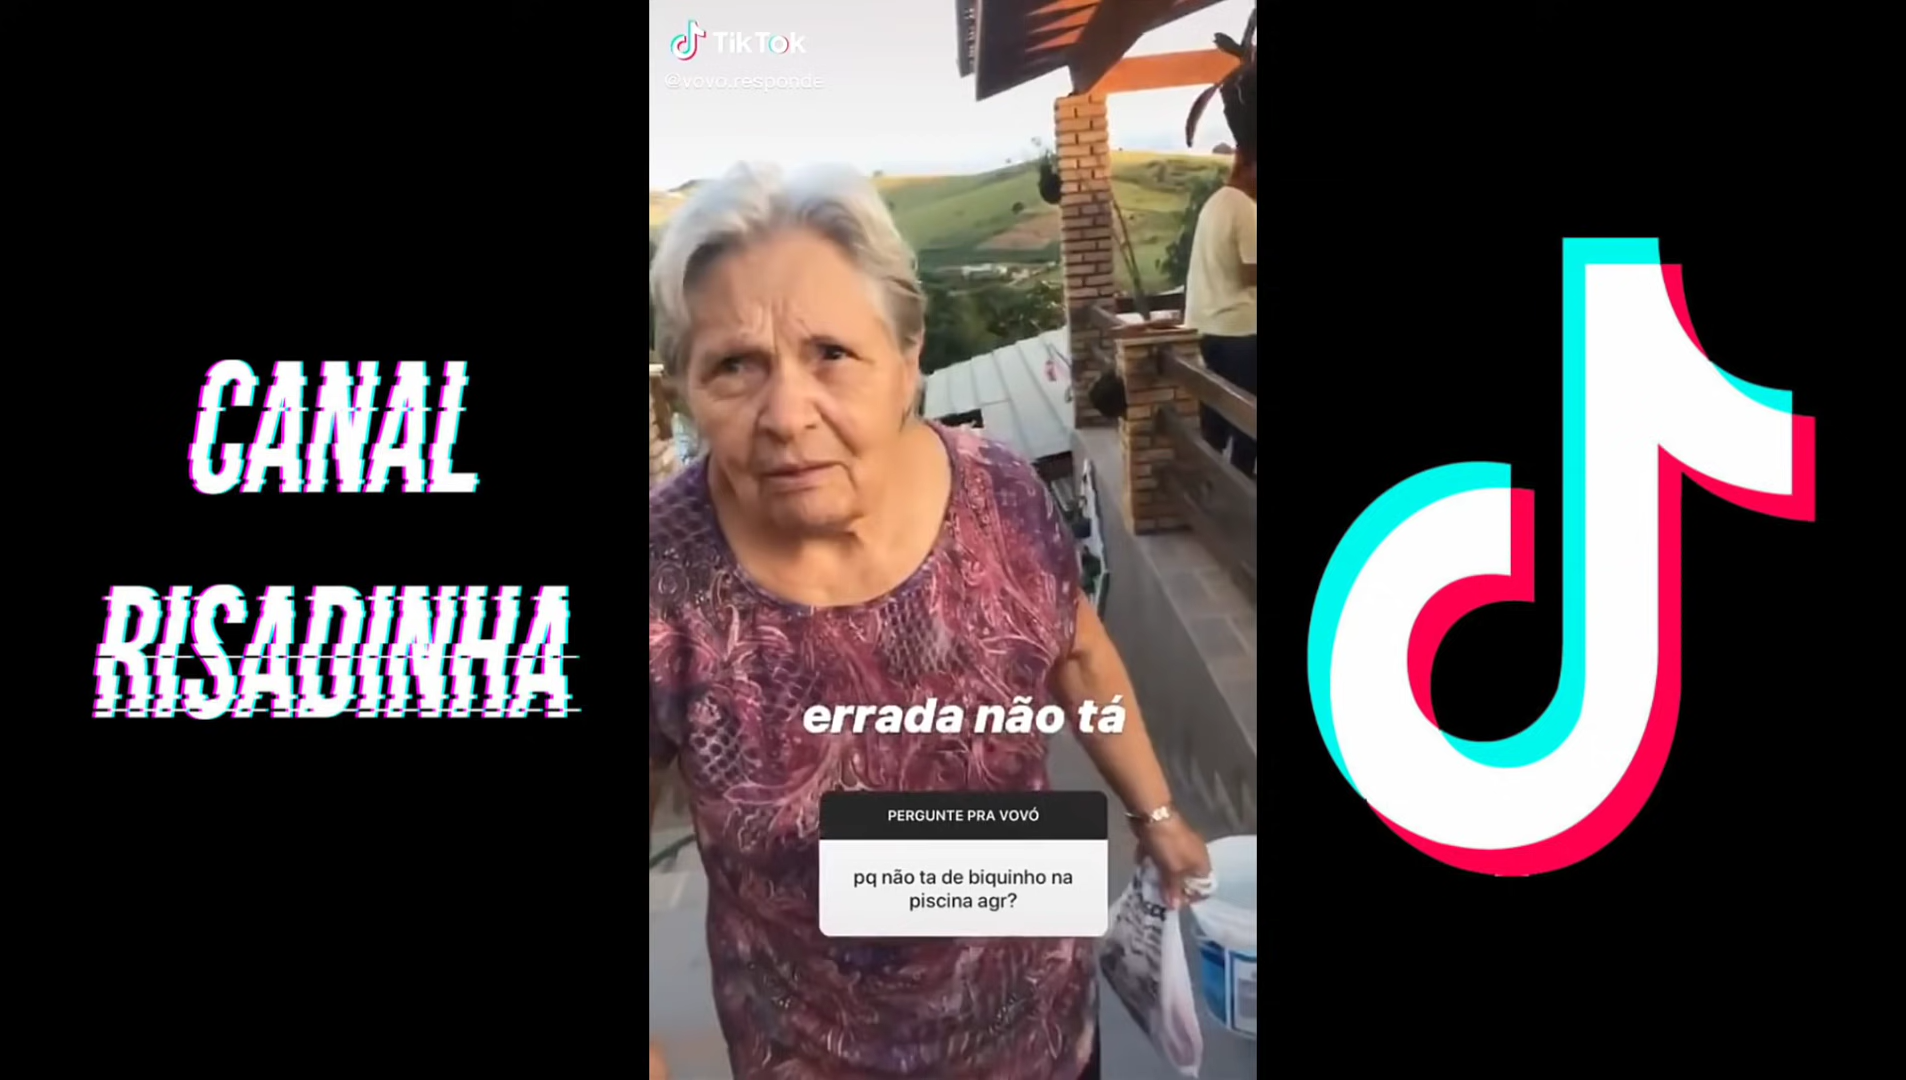 TikTok
@vovo.responde
CANAL
RISADINHA
errada não tá
PERGUNTE PRA VOVÓ
pq não ta de biquinho na
piscina agr?